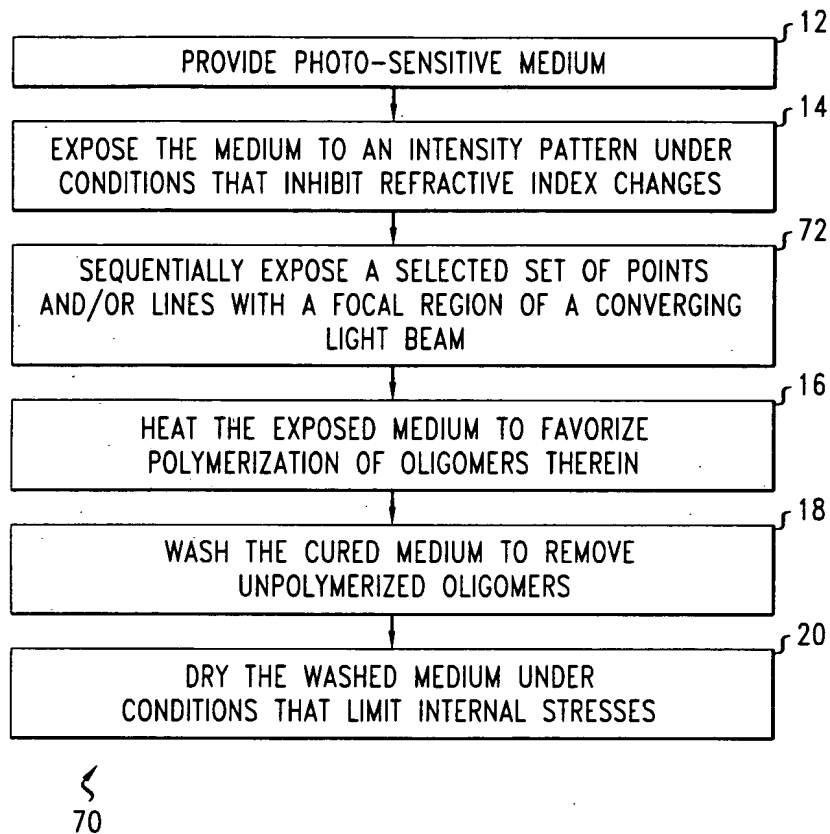 12
PROVIDE PHOTO-SENSITIVE MEDIUM
14
EXPOSE THE MEDIUM TO AN INTENSITY PATTERN UNDER
CONDITIONS THAT INHIBIT REFRACTIVE INDEX CHANGES
72
SEQUENTIALLY EXPOSE A SELECTED SET OF POINTS
AND/OR LINES WITH A FOCAL REGION OF A CONVERGING
LIGHT BEAM
16
HEAT THE EXPOSED MEDIUM TO FAVORIZE
POLYMERIZATION OF OLIGOMERS THEREIN
18
WASH THE CURED MEDIUM TO REMOVE
UNPOLYMERIZED OLIGOMERS
20
DRY THE WASHED MEDIUM UNDER
CONDITIONS THAT LIMIT INTERNAL STRESSES
70